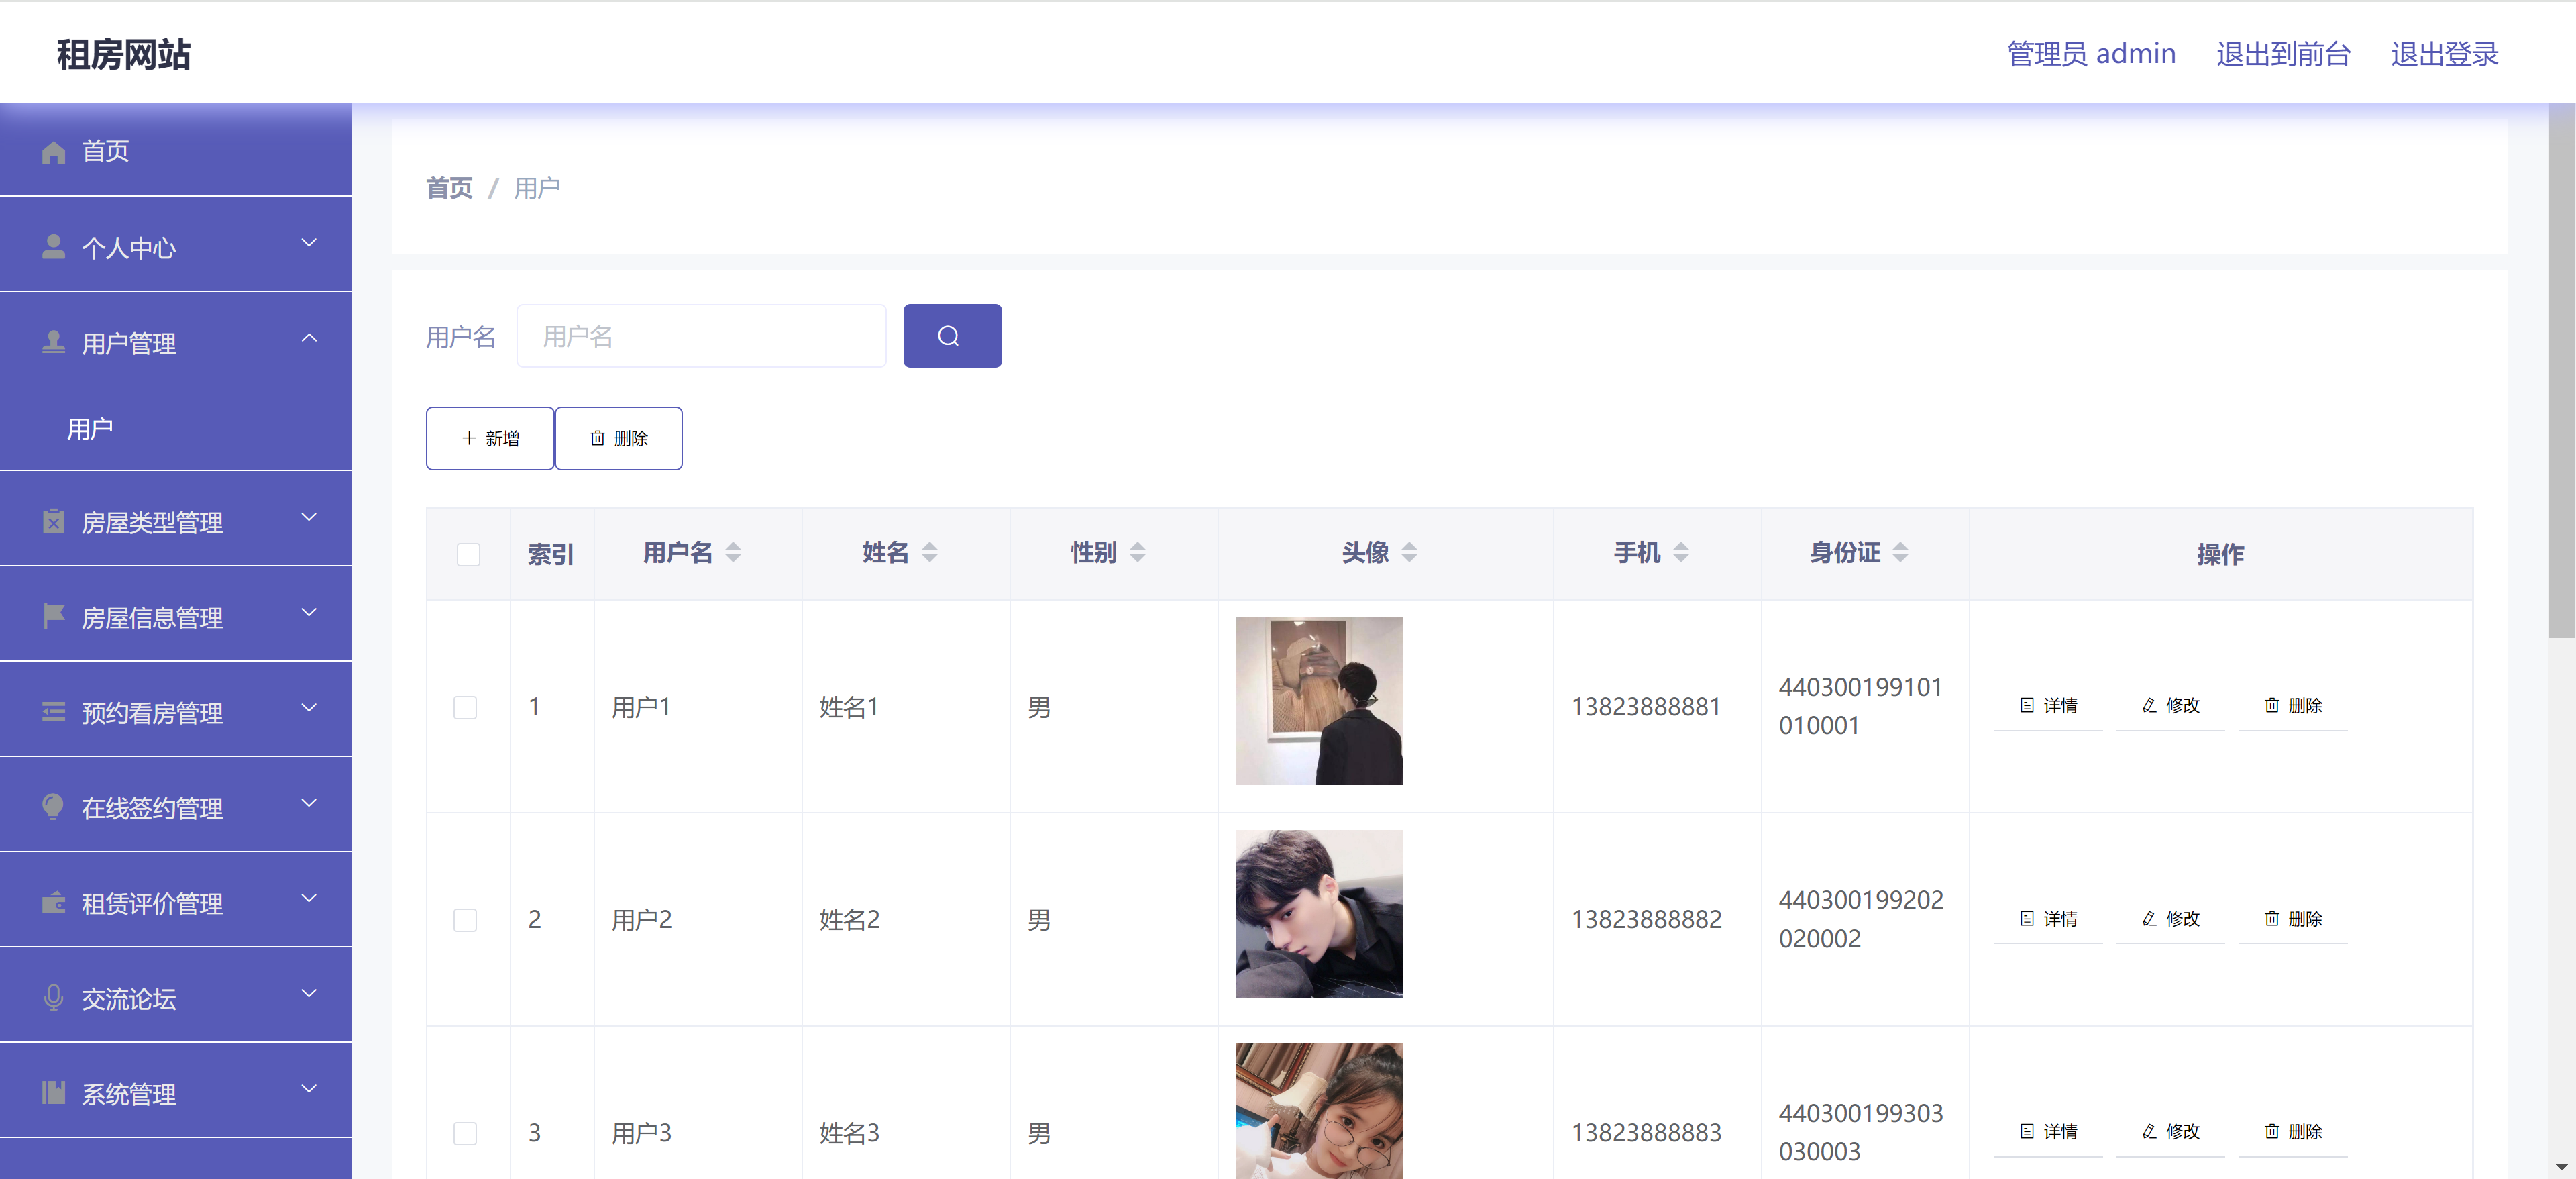 租房网站
管理员 admin 退出到前台 退出登录
首页
个人中心
用户管理
用户
房屋类型管理
房屋信息管理
预约看房管理
在线签约管理
租赁评价管理
交流论坛
系统管理
首页 / 用户
用户名 用户名
新增 删除
索引 用户名 姓名 性别 头像 手机 身份证 操作
1 用户1 姓名1 男 13823888881 440300199101
010001
详情 修改 删除
2 用户2 姓名2 男 13823888882 440300199202
020002
详情 修改 删除
3 用户3 姓名3 男 13823888883 440300199303
030003
详情 修改 删除